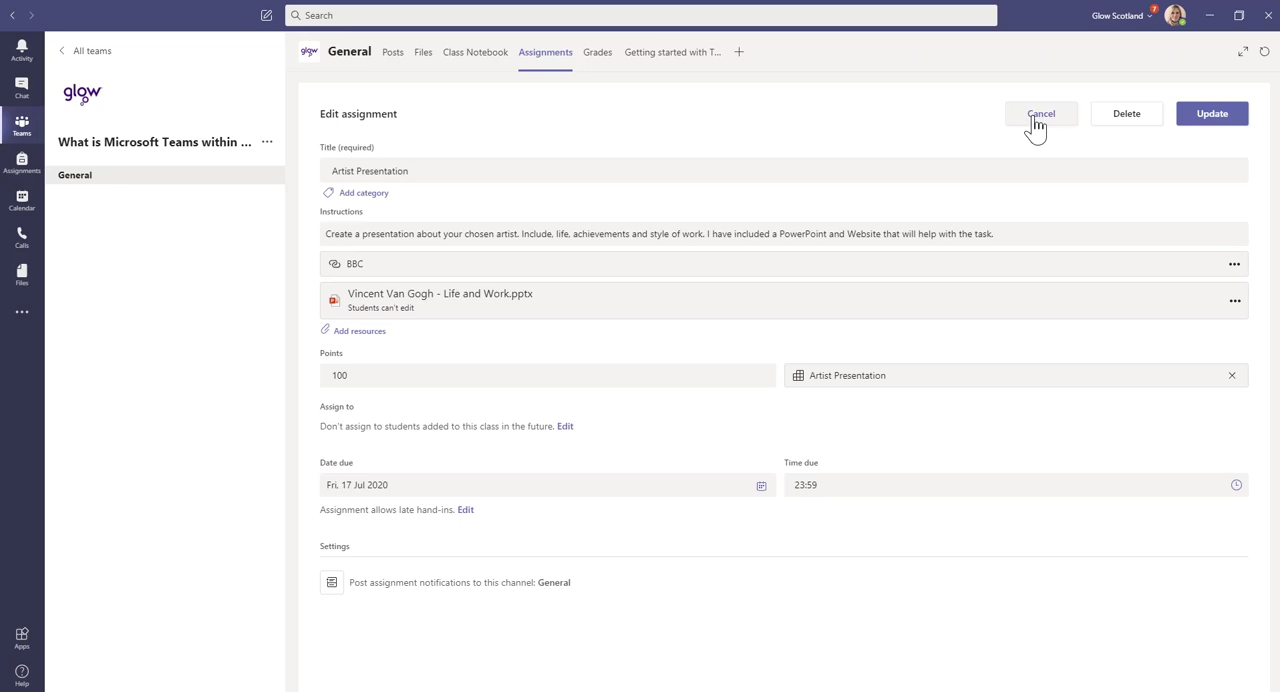 Search
Glow Scotland
7
Activity
Chat
Teams
Assignments
Calendar
Calls
Files
Apps
Help
All teams
glow
What is Microsoft Teams within ...
General
glow
General
Posts
Files
Class Notebook
Assignments
Grades
Getting started with T...
Edit assignment
Cancel
Delete
Update
Title (required)
Artist Presentation
Add category
Instructions
Create a presentation about your chosen artist. Include, life, achievements and style of work. I have included a PowerPoint and Website that will help with the task.
BBC
Vincent Van Gogh - Life and Work.pptx
Students can't edit
Add resources
Points
100
Artist Presentation
Assign to
Don't assign to students added to this class in the future. Edit
Date due
Time due
Fri, 17 Jul 2020
23:59
Assignment allows late hand-ins. Edit
Settings
Post assignment notifications to this channel: General